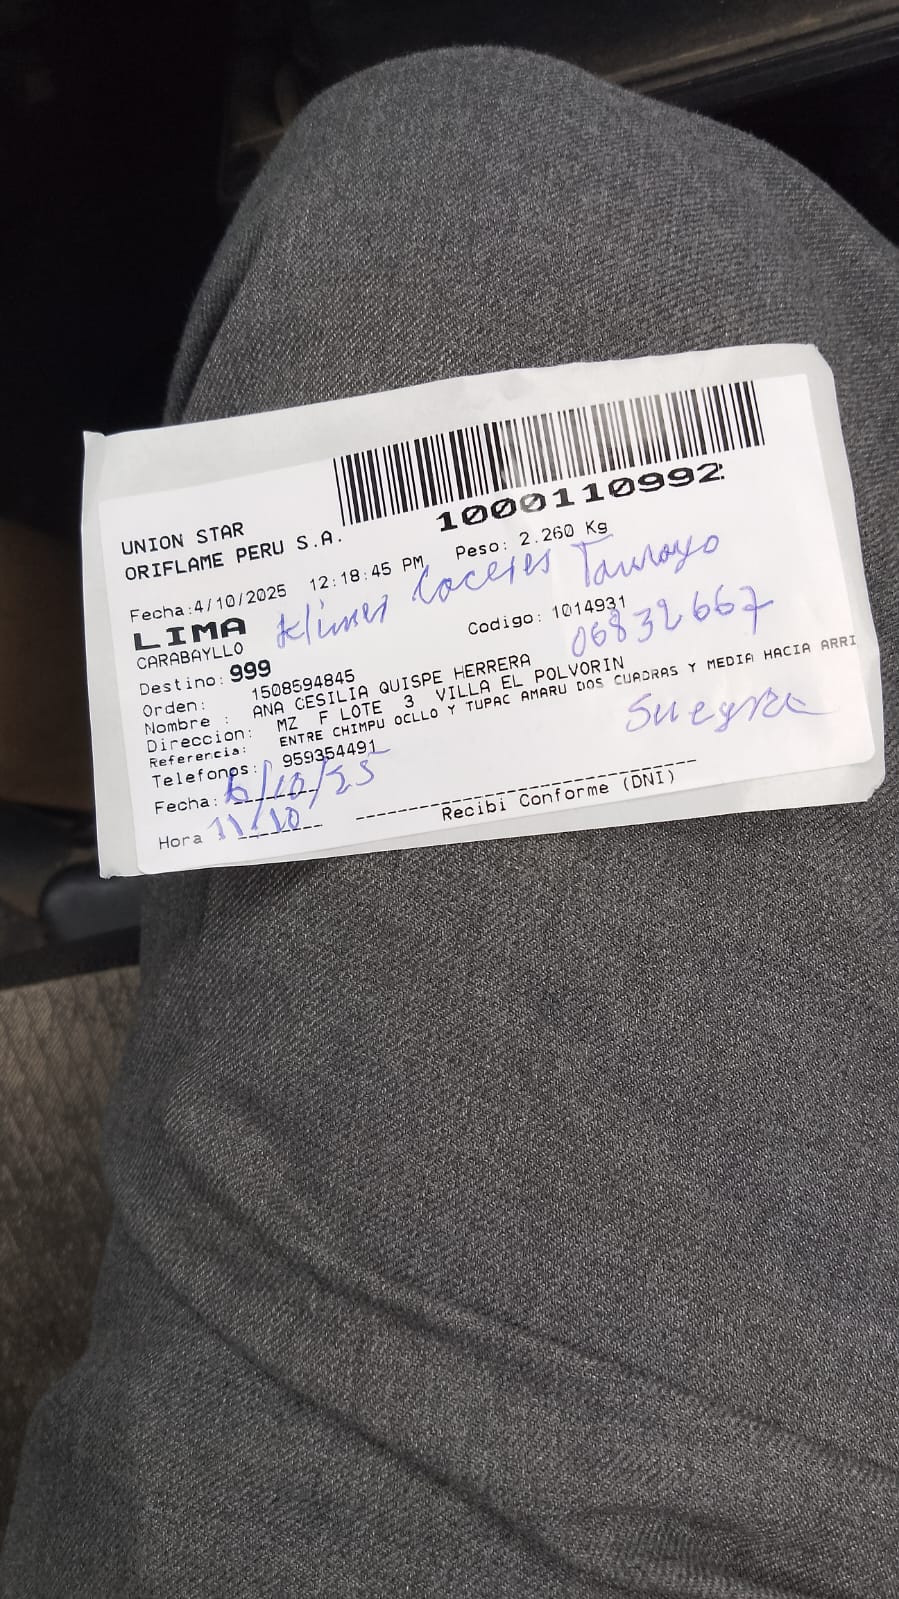 1000110992
UNION STAR
ORIFLAME PERU S.A.
Fecha:4/10/2025 12:18:45 PM Peso: 2.260 Kg
LIMA
Caceres Tamayo
CARABAYLLO Codigo: 1014931
06832667
Destino: 999
Orden: 1508594845
Nombre : ANA CESILIA QUISPE HERRERA
Direccion: MZ F LOTE 3 VILLA EL POLVORIN
Referencia: ENTRE CHIMPU OCLLO Y TUPAC AMARU DOS CUADRAS Y MEDIA HACIA ARRI
Telefonos: 959354491
Suegra
Fecha: 6/10/25
Hora 11/10
Recibi Conforme (DNI)